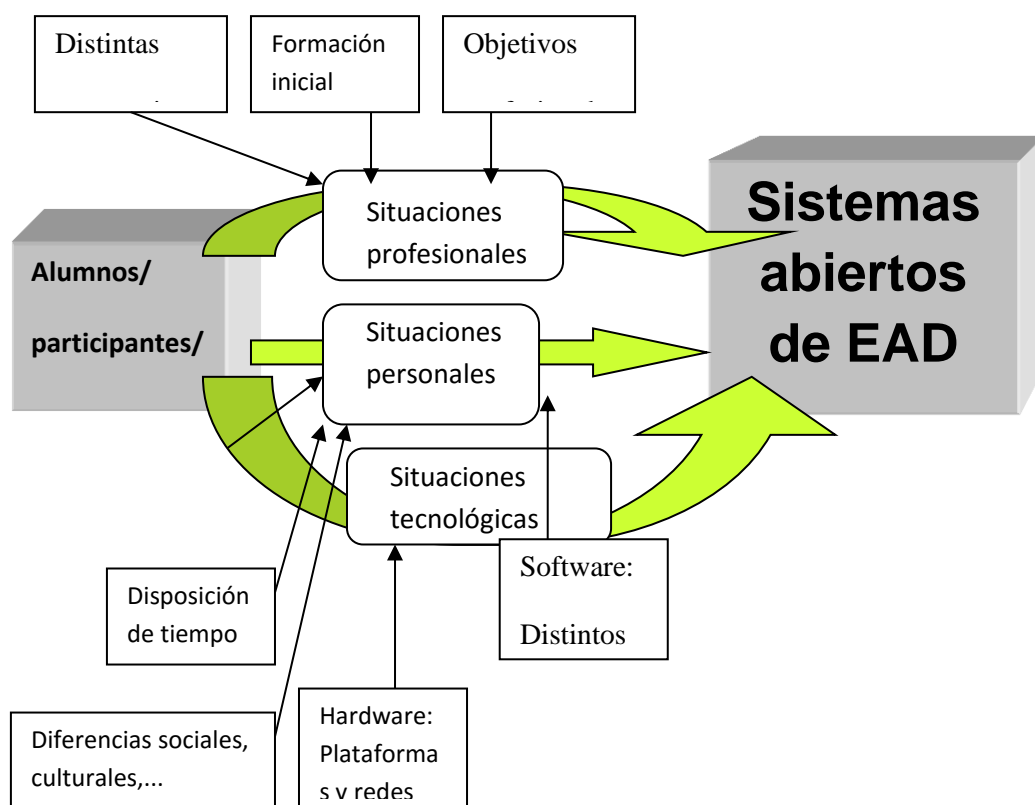 Distintas
Formación
inicial
Objetivos
Situaciones
profesionales
Sistemas
abiertos
de EAD
Alumnos/
participantes/
Situaciones
personales
Situaciones
tecnológicas
Software:
Distintos
Disposición
de tiempo
Diferencias sociales,
culturales,...
Hardware:
Plataforma
s y redes